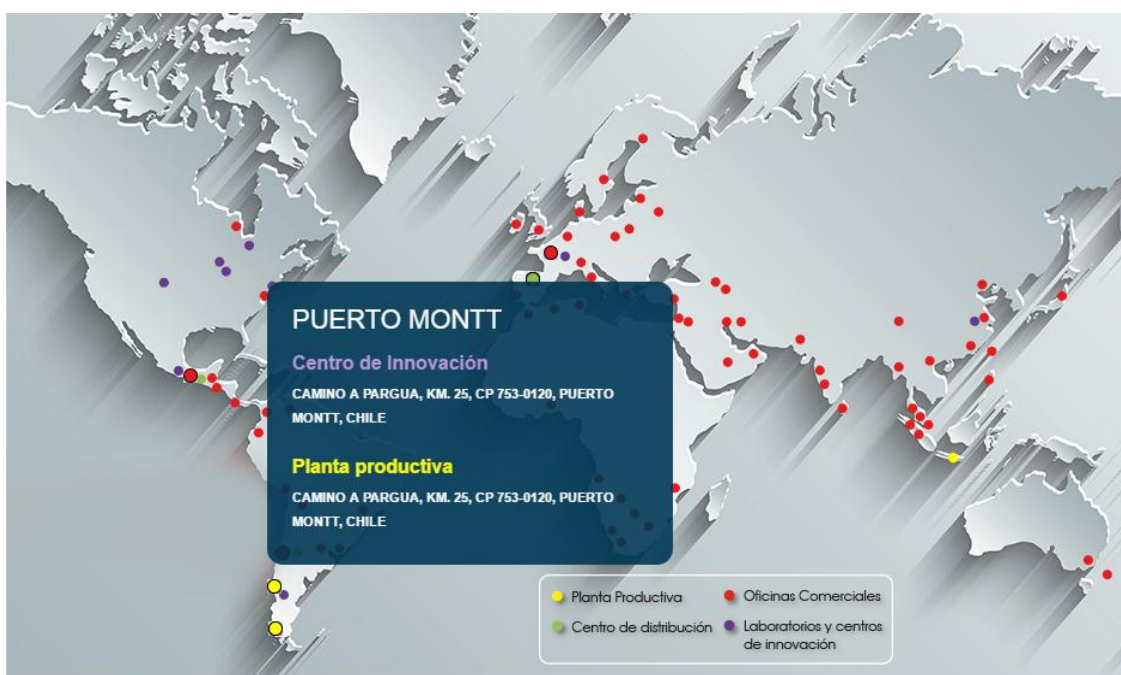 PUERTO MONTT
Centro de Innovación
CAMINO A PARGUA, KM. 25, CP 753-0120, PUERTO
MONTT, CHILE
Planta productiva
CAMINO A PARGUA, KM. 25, CP 753-0120, PUERTO
MONTT, CHILE
Planta Productiva
Oficinas Comerciales
Centro de distribución
Laboratorios y centros
de innovación